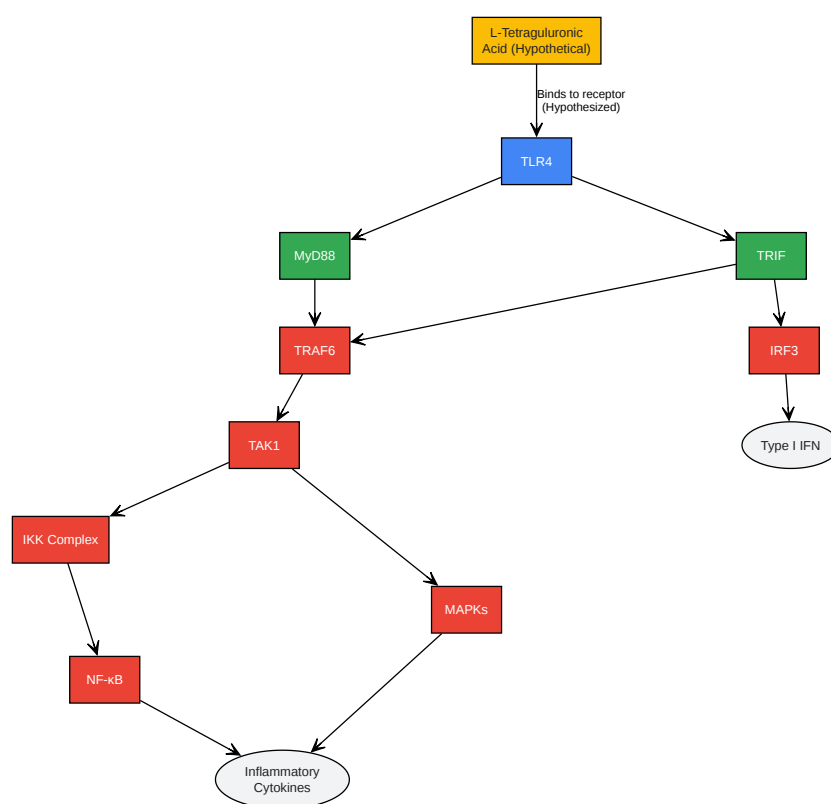 L-Tetraguluronic
Acid (Hypothetical)
Binds to receptor
(Hypothesized)
TLR4
MyD88
TRIF
TRAF6
IRF3
TAK1
Type I IFN
IKK Complex
MAPKs
NF-κB
Inflammatory
Cytokines